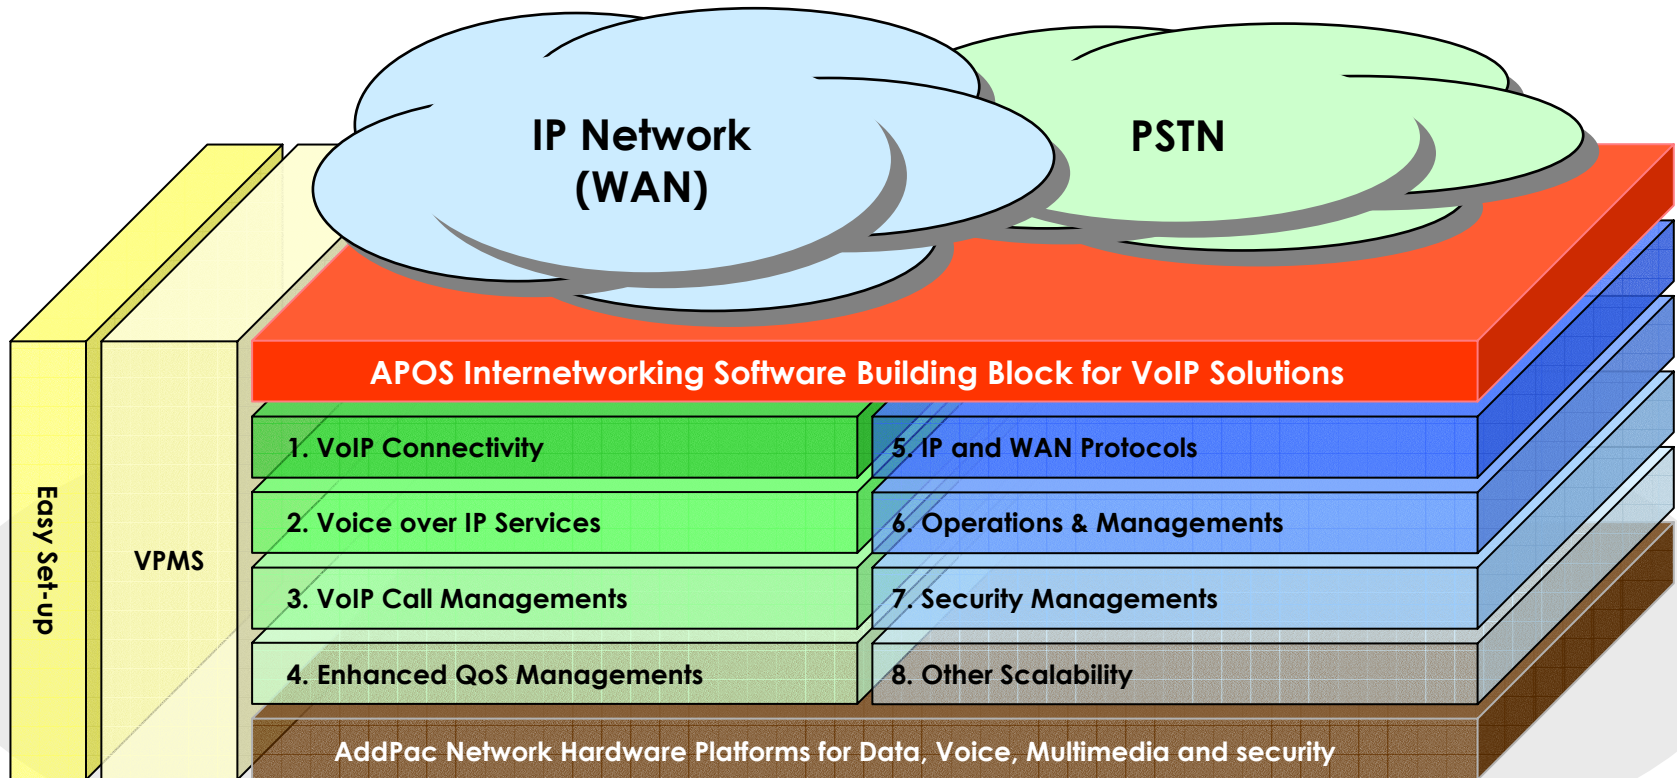 IP Network
(WAN)
PSTN
APOS Internetworking Software Building Block for VoIP Solutions
1. VoIP Connectivity
2. Voice over IP Services
3. VoIP Call Managements
4. Enhanced QoS Managements
5. IP and WAN Protocols
6. Operations & Managements
7. Security Managements
8. Other Scalability
Easy Set-up
VPMS
AddPac Network Hardware Platforms for Data, Voice, Multimedia and security